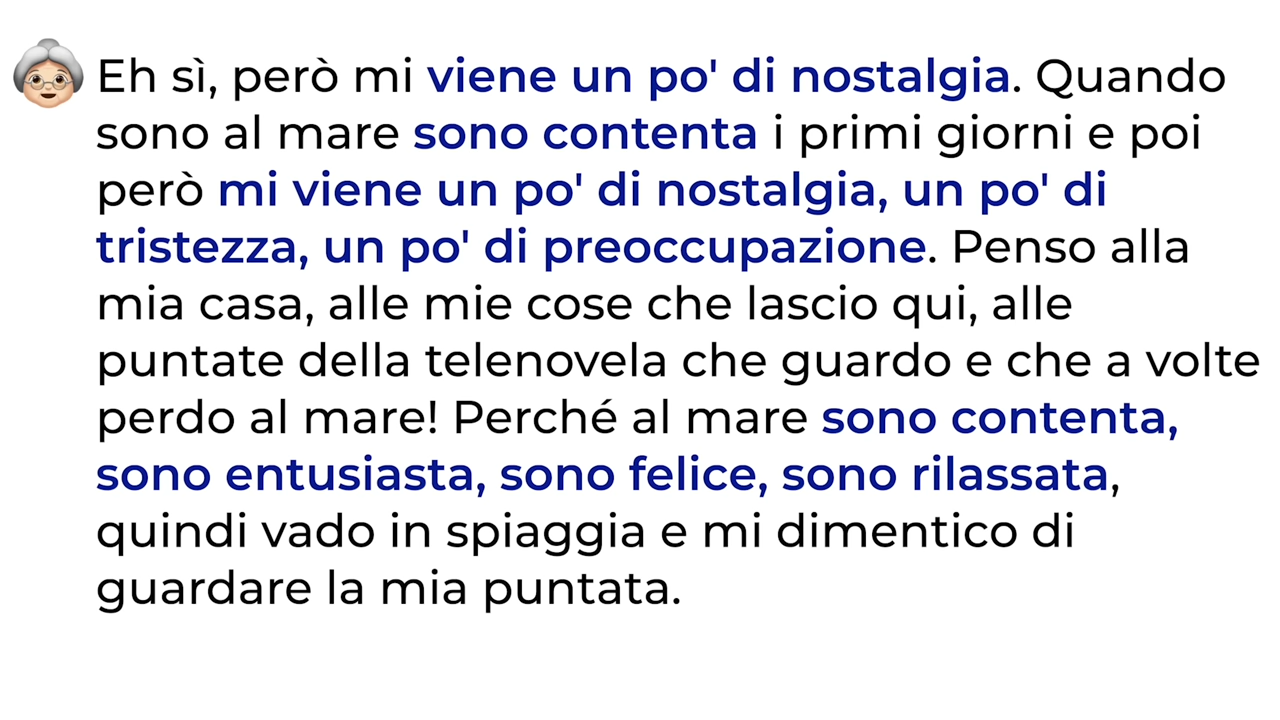 Eh sì, però mi viene un po' di nostalgia. Quando
sono al mare sono contenta i primi giorni e poi
però mi viene un po' di nostalgia, un po' di
tristezza, un po' di preoccupazione. Penso alla
mia casa, alle mie cose che lascio qui, alle
puntate della telenovela che guardo e che a volte
perdo al mare! Perché al mare sono contenta,
sono entusiasta, sono felice, sono rilassata,
quindi vado in spiaggia e mi dimentico di
guardare la mia puntata.